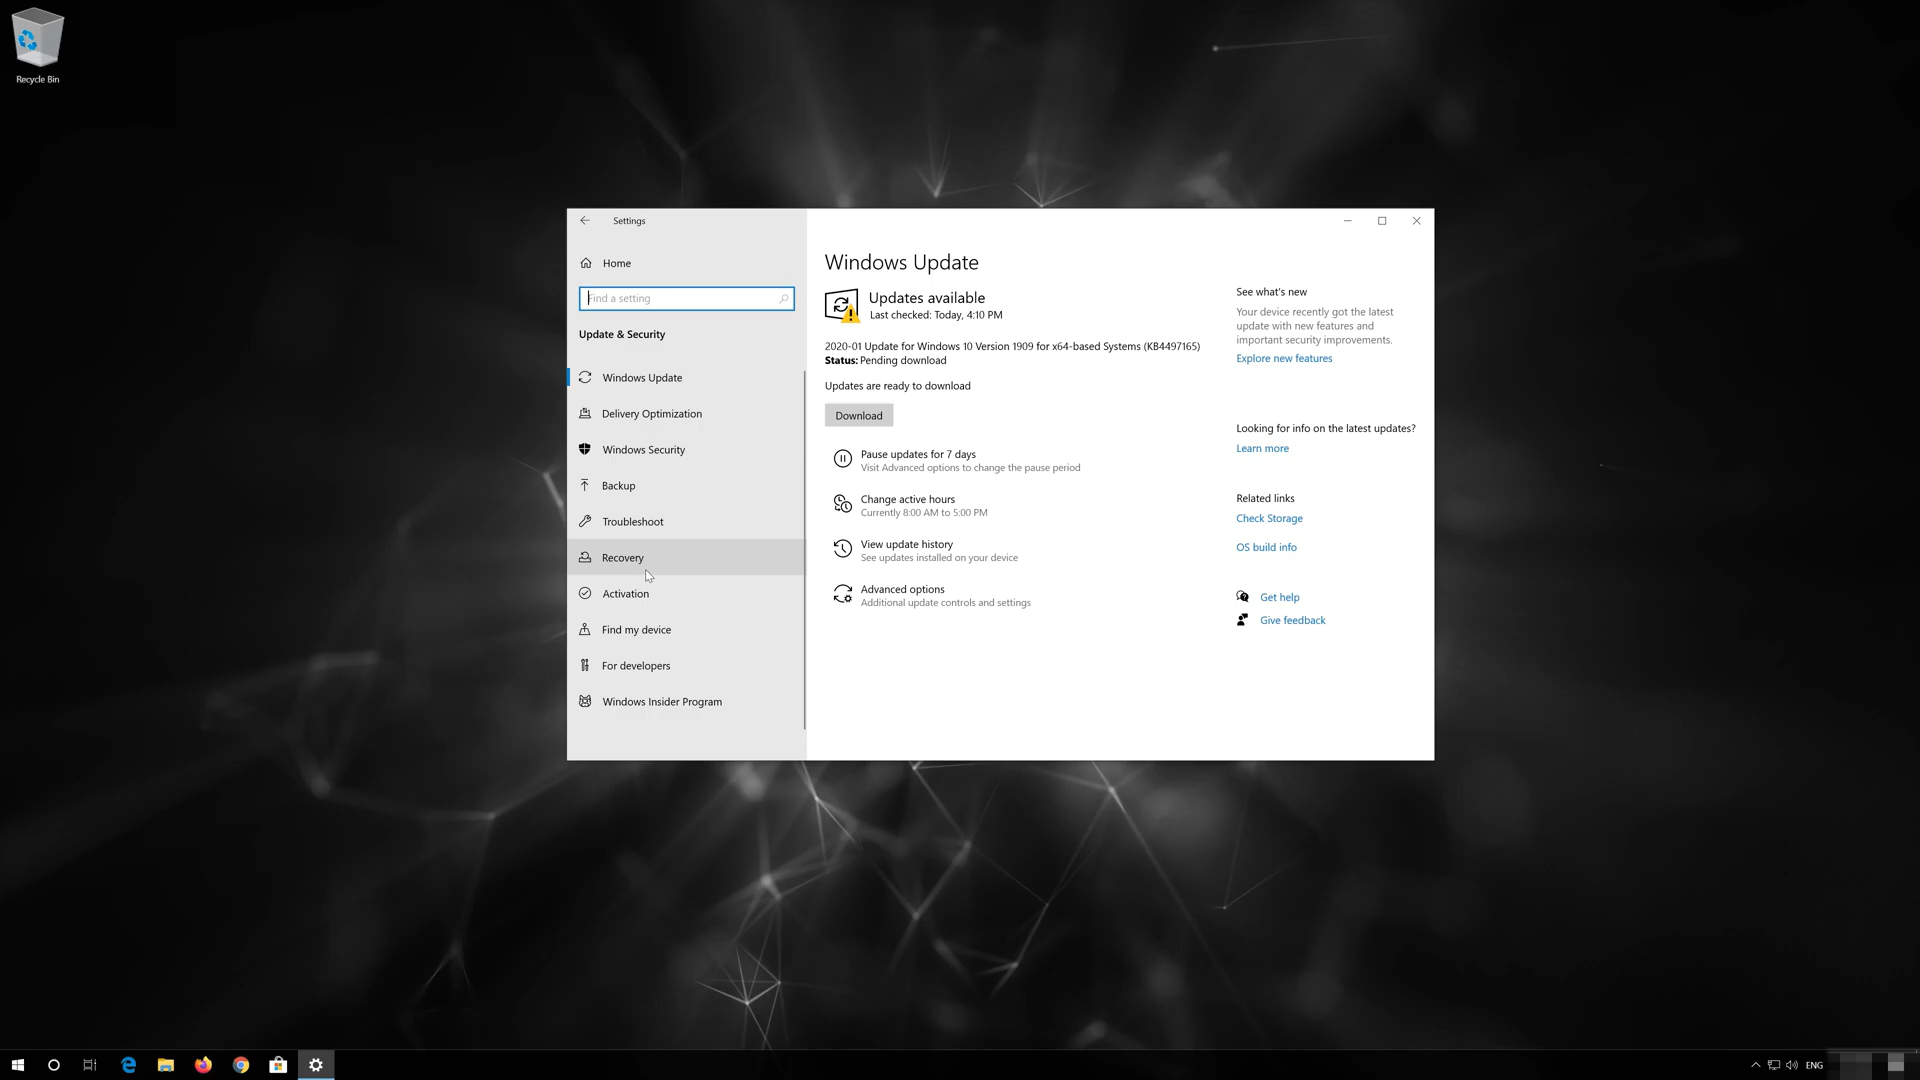 Recycle Bin
Settings
Home
Find a setting
Update & Security
Windows Update
Delivery Optimization
Windows Security
Backup
Troubleshoot
Recovery
Activation
Find my device
For developers
Windows Insider Program
Windows Update
Updates available
Last checked: Today, 4:10 PM
2020-01 Update for Windows 10 Version 1909 for x64-based Systems (KB4497165)
Status: Pending download
Updates are ready to download
Download
Pause updates for 7 days
Visit Advanced options to change the pause period
Change active hours
Currently 8:00 AM to 5:00 PM
View update history
See updates installed on your device
Advanced options
Additional update controls and settings
See what's new
Your device recently got the latest
update with new features and
important security improvements.
Explore new features
Looking for info on the latest updates?
Learn more
Related links
Check Storage
OS build info
Get help
Give feedback
ENG